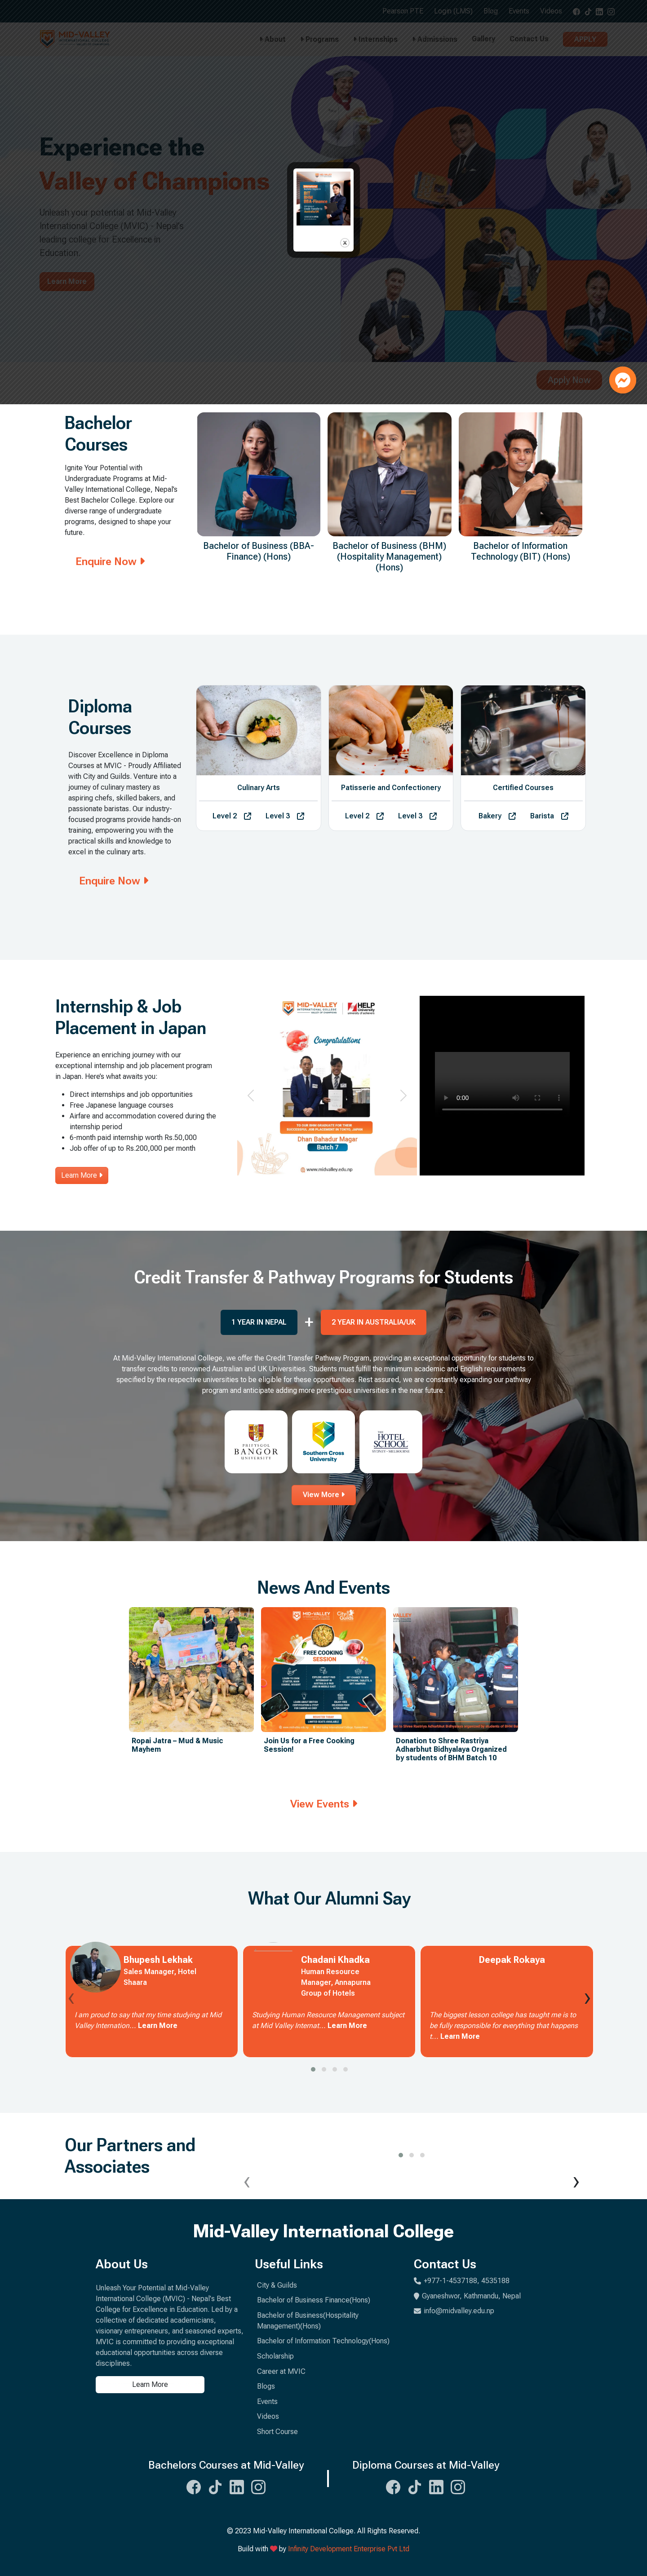 Pearson PTE Login (LMS) Blog Events Videos
MID-VALLEY
About Programs Internships Admissions Gallery Contact Us APPLY
Experience the
Valley of Champions
Unleash your potential at Mid-Valley
International College (MVIC) - Nepal's
leading college for Excellence in
Education.
Learn More
Apply Now
Bachelor
Courses
Ignite Your Potential with
Undergraduate Programs at Mid-
Valley International College, Nepal's
Best Bachelor College. Explore our
diverse range of undergraduate
programs, designed to shape your
future.
Enquire Now
Bachelor of Business (BBA-
Finance) (Hons)
Bachelor of Business (BHM)
(Hospitality Management)
(Hons)
Bachelor of Information
Technology (BIT) (Hons)
Diploma
Courses
Discover Excellence in Diploma
Courses at MVIC - Proudly Affiliated
with City and Guilds. Venture into a
journey of culinary mastery as
aspiring chefs, skilled bakers, and
passionate baristas. Our industry-
focused programs provide hands-on
training, empowering you with the
practical skills and knowledge to
excel in the culinary arts.
Enquire Now
Culinary Arts
Level 2 Level 3
Patisserie and Confectionery
Level 2 Level 3
Certified Courses
Bakery Barista
Internship & Job
Placement in Japan
Experience an enriching journey with our
exceptional internship and job placement program
in Japan. Here's what awaits you:
• Direct internships and job opportunities
• Free Japanese language courses
• Airfare and accommodation covered during the
internship period
• 6-month paid internship worth Rs.50,000
• Job offer of up to Rs.200,000 per month
Learn More
MID-VALLEY
INTERNATIONAL COLLEGE
HELP
University
Congratulations
Dhan Bahadur Magar
Batch 7
www.midvalley.edu.np
0:00
Credit Transfer & Pathway Programs for Students
1 YEAR IN NEPAL + 2 YEAR IN AUSTRALIA/UK
At Mid-Valley International College, we offer the Credit Transfer Pathway Program, providing an exceptional opportunity for students to
transfer credits to renowned Australian and UK Universities. Students must fulfill the minimum academic and English requirements
specified by the respective universities to be eligible for these opportunities. Rest assured, we are constantly expanding our pathway
program and anticipate adding more prestigious universities in the near future.
PRIFYSGOL
BANGOR
UNIVERSITY
Southern Cross
University
THE
HOTEL
SCHOOL
View More
News And Events
MID-VALLEY
City& Guilds
FREE COOKING
SESSION
Ropai Jatra – Mud & Music
Mayhem
Join Us for a Free Cooking
Session!
Donation to Shree Rastriya
Adharbhut Bidhyalaya Organized
by students of BHM Batch 10
View Events
What Our Alumni Say
Bhupesh Lekhak
Sales Manager, Hotel
Shaara
I am proud to say that my time studying at Mid
Valley Internation... Learn More
Chadani Khadka
Human Resource
Manager, Annapurna
Group of Hotels
Studying Human Resource Management subject
at Mid Valley Internat... Learn More
Deepak Rokaya
The biggest lesson college has taught me is to
be fully responsible for everything that happens
t... Learn More
Our Partners and
Associates
Mid-Valley International College
About Us
Unleash Your Potential at Mid-Valley
International College (MVIC) - Nepal's Best
College for Excellence in Education. Led by a
collective of dedicated academicians,
visionary entrepreneurs, and seasoned experts,
MVIC is committed to providing exceptional
educational opportunities across diverse
disciplines.
Learn More
Useful Links
City & Guilds
Bachelor of Business Finance(Hons)
Bachelor of Business(Hospitality
Management)(Hons)
Bachelor of Information Technology(Hons)
Scholarship
Career at MVIC
Blogs
Events
Videos
Short Course
Contact Us
+977-1-4537188, 4535188
Gyaneshwor, Kathmandu, Nepal
info@midvalley.edu.np
Bachelors Courses at Mid-Valley
Diploma Courses at Mid-Valley
© 2023 Mid-Valley International College. All Rights Reserved.
Build with by Infinity Development Enterprise Pvt Ltd